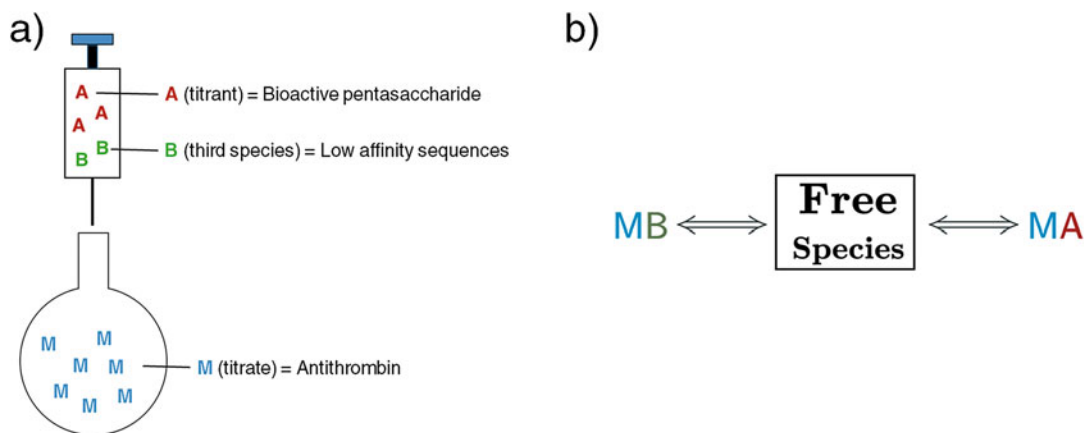 a)
A
A
A
B
B
A (titrant) = Bioactive pentasaccharide
B (third species) = Low affinity sequences
M
M
M
M
M
M
M
M (titrate) = Antithrombin
b)
MB
Free
Species
MA